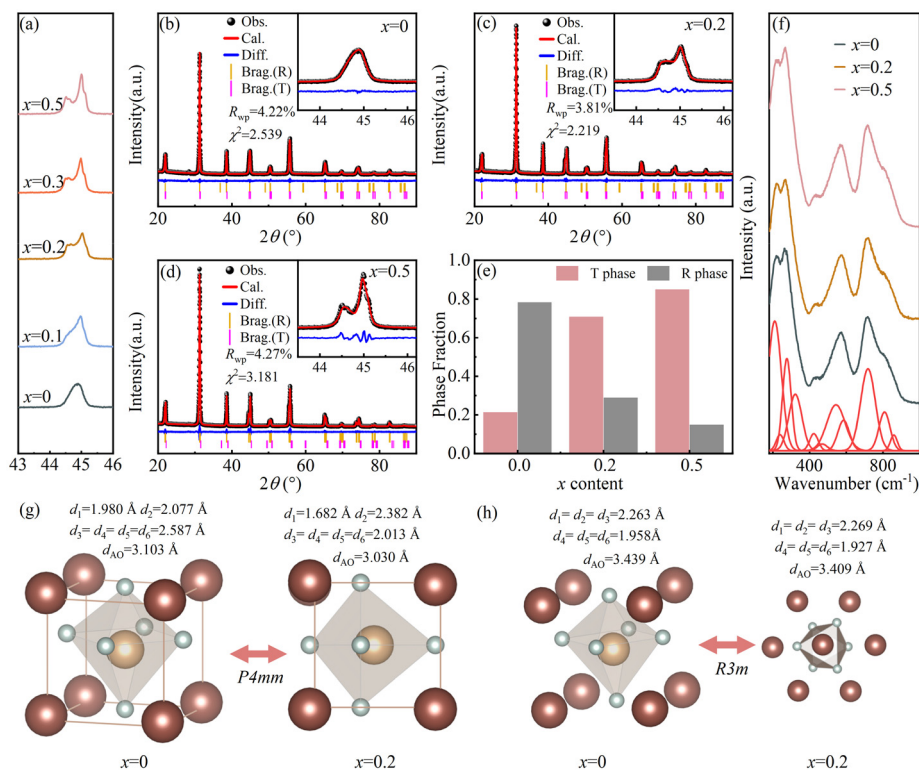 (a)
x=0.5
x=0.3
x=0.2
x=0.1
x=0
43 44 45 46
(b)
Obs.
Cal.
Diff.
Brag.(R)
Brag.(T)
Rwp=4.22%
χ²=2.539
x=0
44 45 46
Intensity(a.u.)
20 40 60 80
2θ(°)
(c)
Obs.
Cal.
Diff.
Brag.(R)
Brag.(T)
Rwp=3.81%
χ²=2.219
x=0.2
44 45 46
Intensity(a.u.)
20 40 60 80
2θ(°)
(d)
Obs.
Cal.
Diff.
Brag.(R)
Brag.(T)
Rwp=4.27%
χ²=3.181
x=0.5
44 45 46
Intensity(a.u.)
20 40 60 80
2θ(°)
(e)
T phase R phase
1.0
0.8
0.6
0.4
0.2
0.0
Phase Fraction
0.0 0.2 0.5
x content
(f)
x=0
x=0.2
x=0.5
Intensity (a.u.)
400 800
Wavenumber (cm⁻¹)
(g)
d₁=1.980 Å d₂=2.077 Å
d₃= d₄= d₅=d₆=2.587 Å
dAO=3.103 Å
d₁=1.682 Å d₂=2.382 Å
d₃= d₄= d₅=d₆=2.013 Å
dAO=3.030 Å
P4mm
x=0
x=0.2
(h)
d₁= d₂= d₃=2.263 Å
d₄= d₅=d₆=1.958Å
dAO=3.439 Å
d₁= d₂= d₃=2.269 Å
d₄= d₅=d₆=1.927 Å
dAO=3.409 Å
R3m
x=0
x=0.2